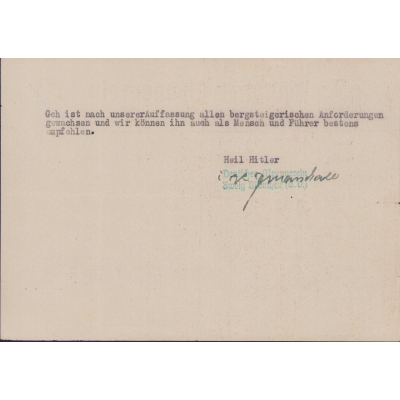 Geh ist nach unsererAuffassung allen bergsteigerischen Anforderungen
gewachsen und wir können ihn auch als Mensch und Führer bestens
empfehlen.
Heil Hitler